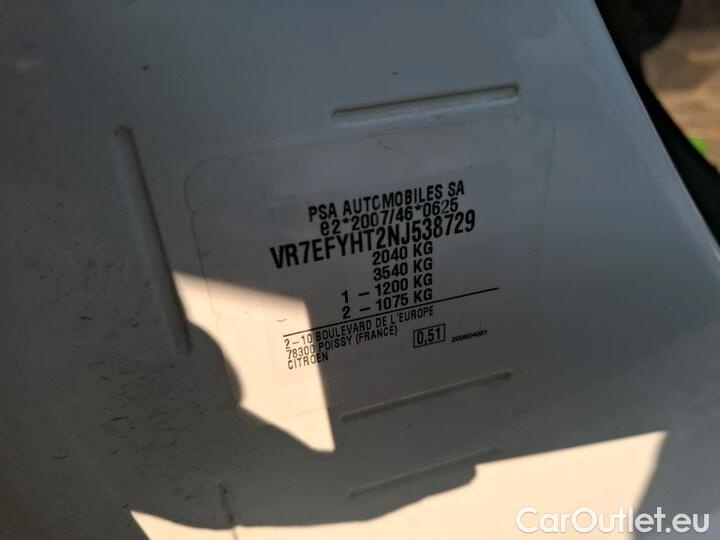 PSA AUTOMOBILES SA
e2*2007/46*0625
VR7EFYHT2NJ538729
2040 KG
3540 KG
1 - 1200 KG
2 - 1075 KG
2-10 BOULEVARD DE L'EUROPE
78300 POISSY (FRANCE)
CITROEN
0,51
200624021
CarOutlet.eu